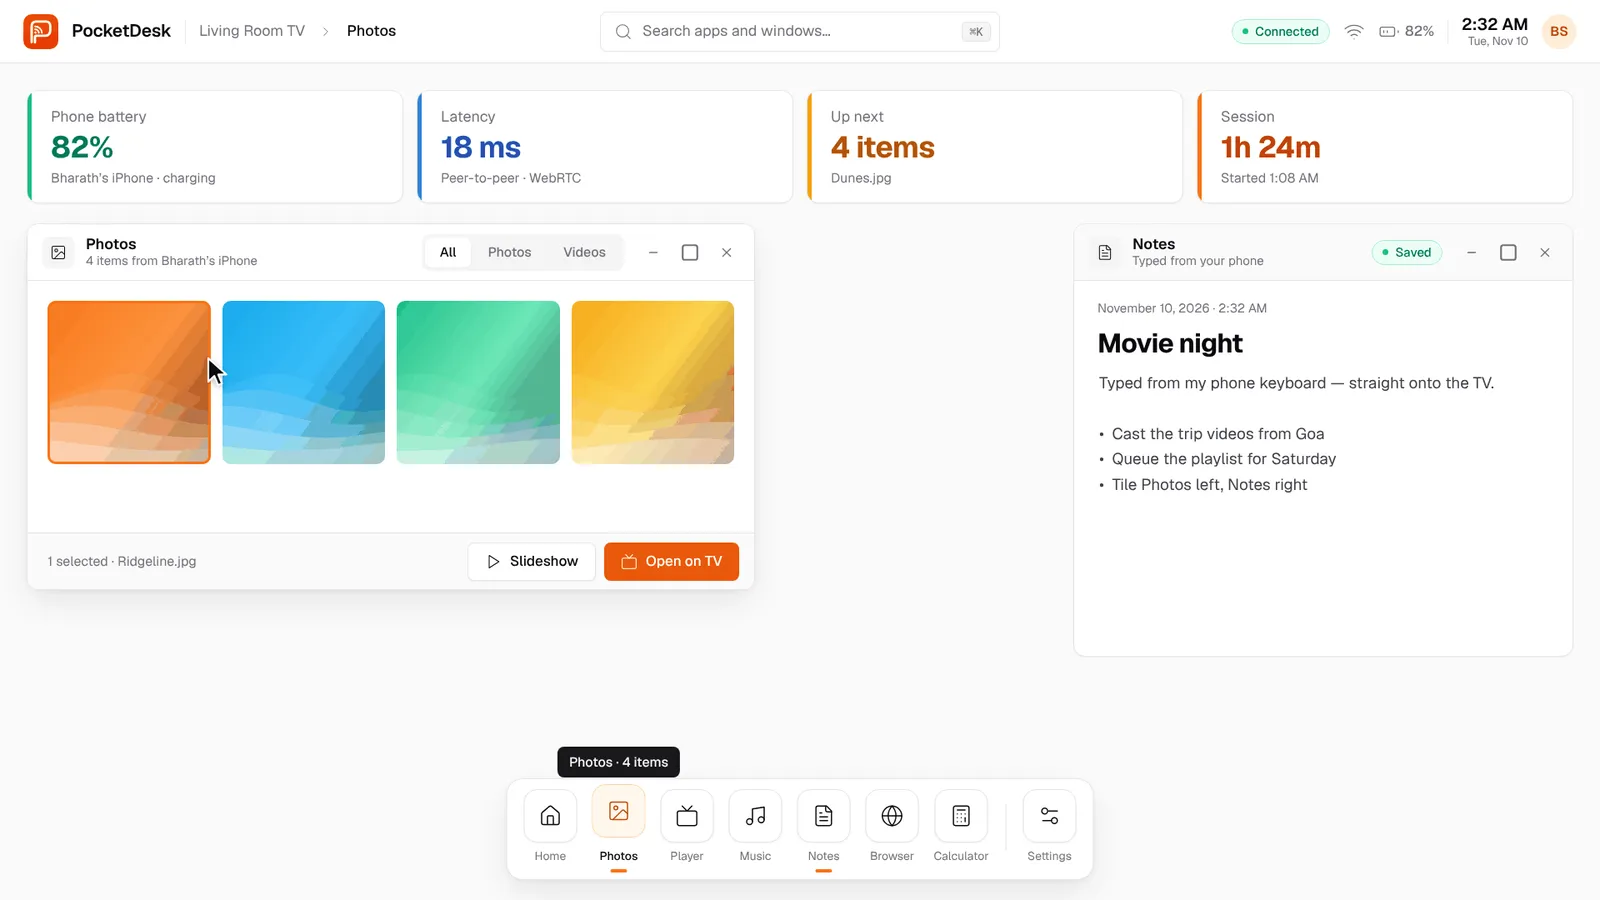 PocketDesk
Living Room TV
Photos
Search apps and windows...
⌘K
Connected
82%
2:32 AM
Tue, Nov 10
BS
Phone battery
82%
Bharath's iPhone · charging
Latency
18 ms
Peer-to-peer · WebRTC
Up next
4 items
Dunes.jpg
Session
1h 24m
Started 1:08 AM
Photos
4 items from Bharath's iPhone
All
Photos
Videos
1 selected · Ridgeline.jpg
Slideshow
Open on TV
Notes
Typed from your phone
Saved
November 10, 2026 · 2:32 AM
Movie night
Typed from my phone keyboard — straight onto the TV.
• Cast the trip videos from Goa
• Queue the playlist for Saturday
• Tile Photos left, Notes right
Photos · 4 items
Home
Photos
Player
Music
Notes
Browser
Calculator
Settings